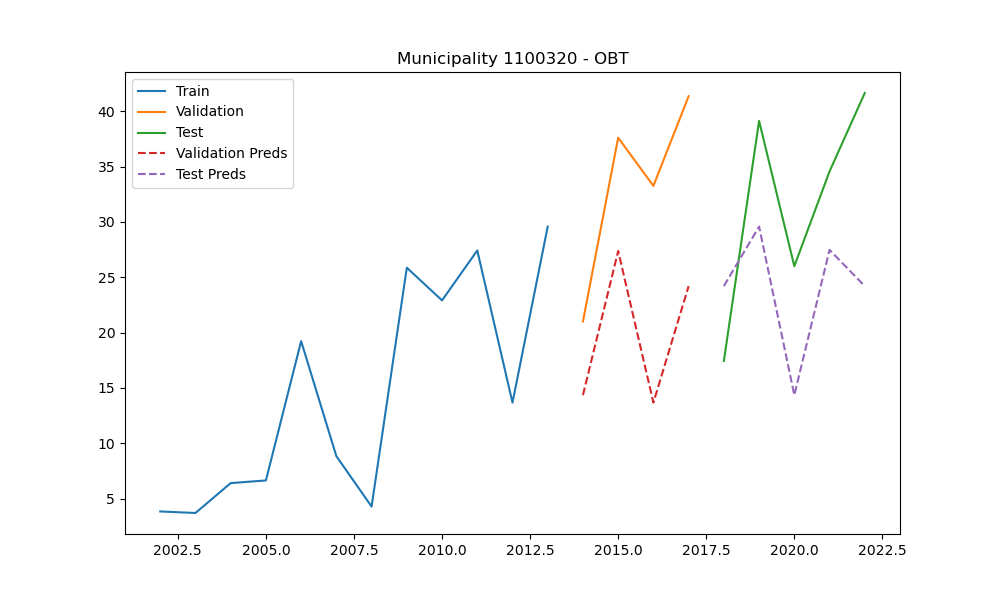 Municipality 1100320 - OBT
Train
Validation
Test
Validation Preds
Test Preds
40
35
30
25
20
15
10
5
2002.5 2005.0 2007.5 2010.0 2012.5 2015.0 2017.5 2020.0 2022.5